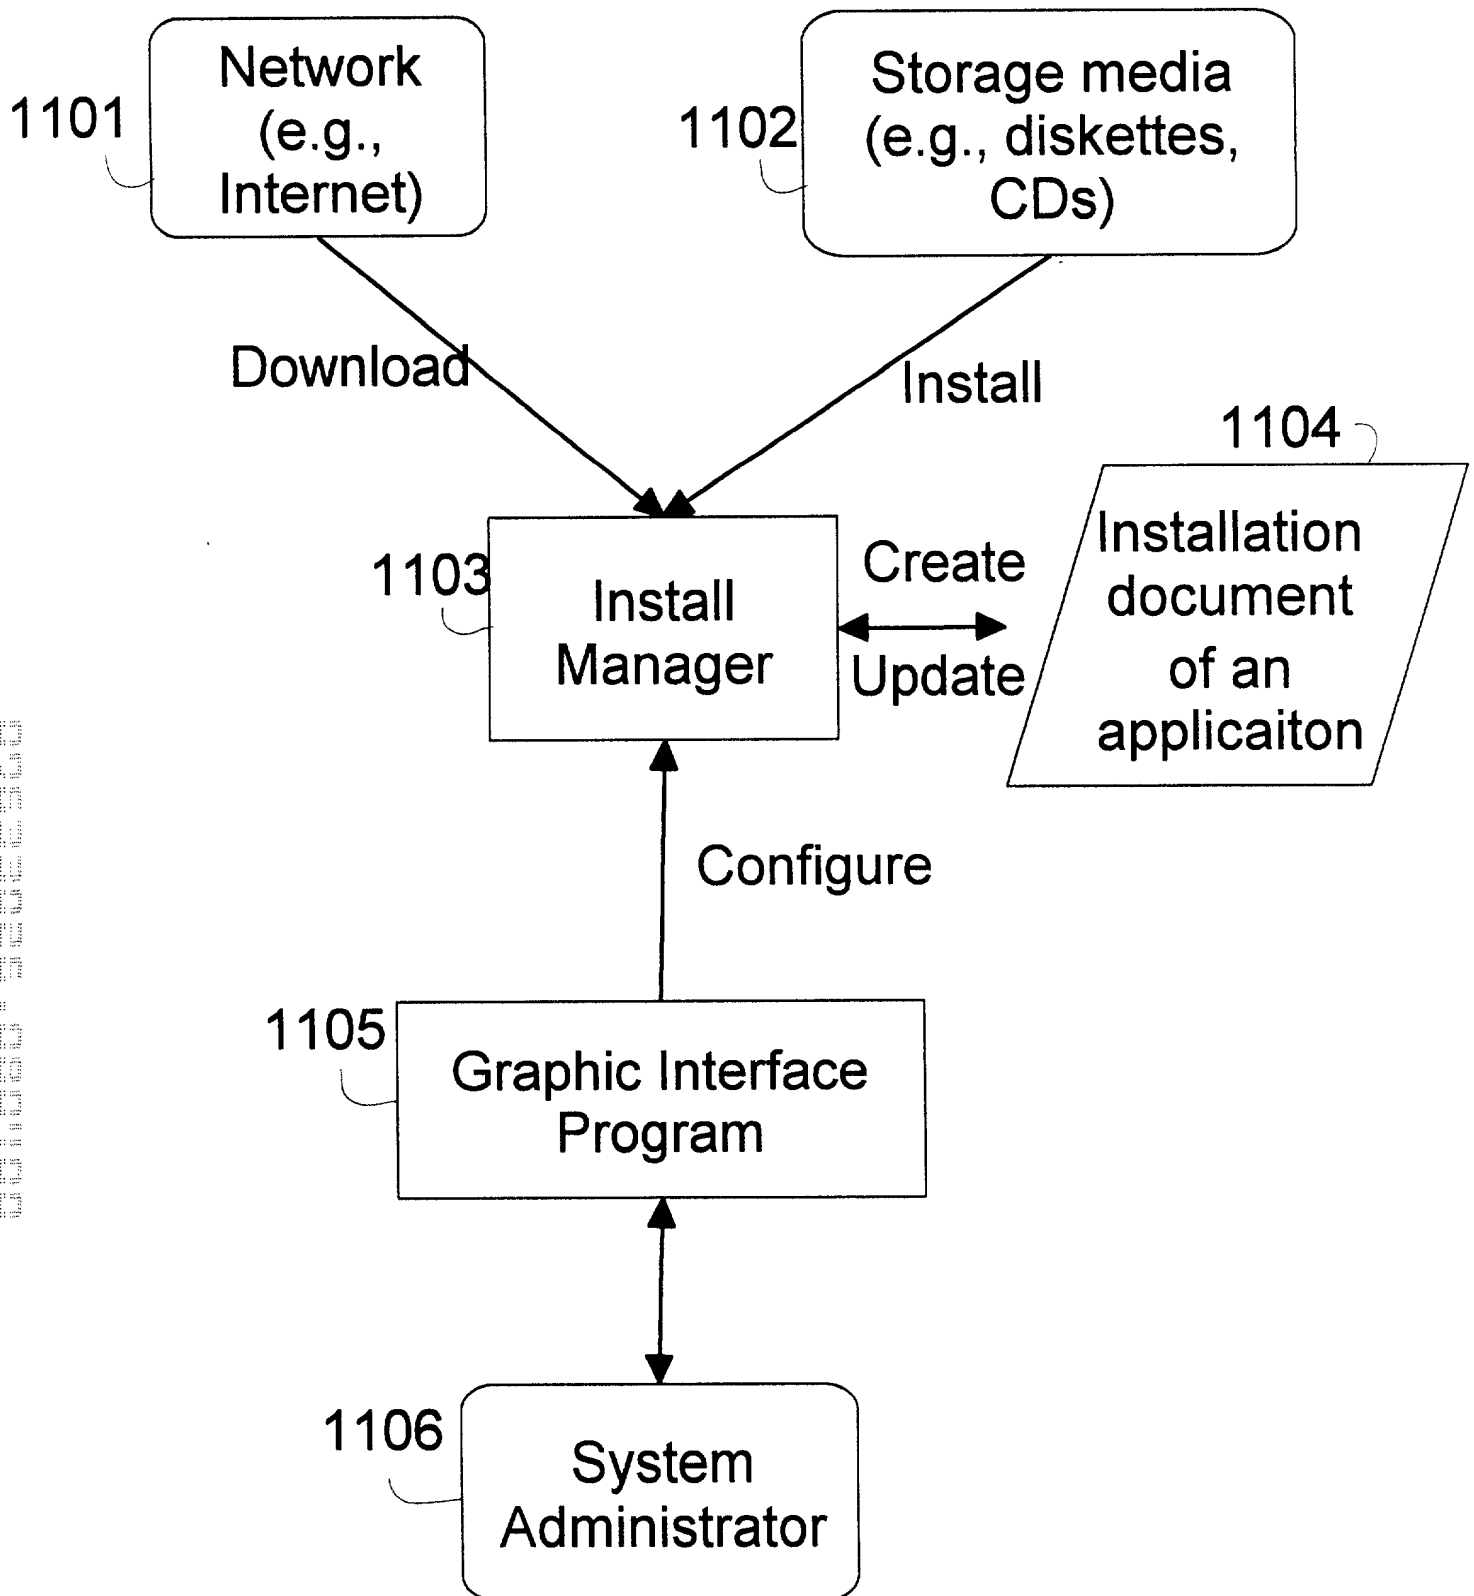 Network
(e.g.,
Internet)
1101
Storage media
(e.g., diskettes,
CDs)
1102
Download
Install
1104
Installation
document
of an
applicaiton
1103
Install
Manager
Create
Update
Configure
1105
Graphic Interface
Program
1106
System
Administrator